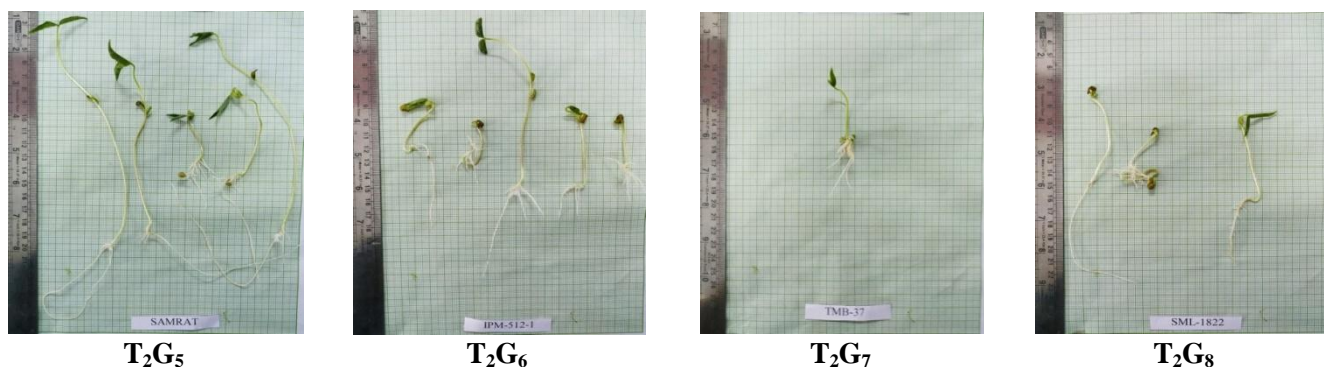 SAMRAT
IPM-512-1
TMB-37
SML-1822
T₂G₅
T₂G₆
T₂G₇
T₂G₈